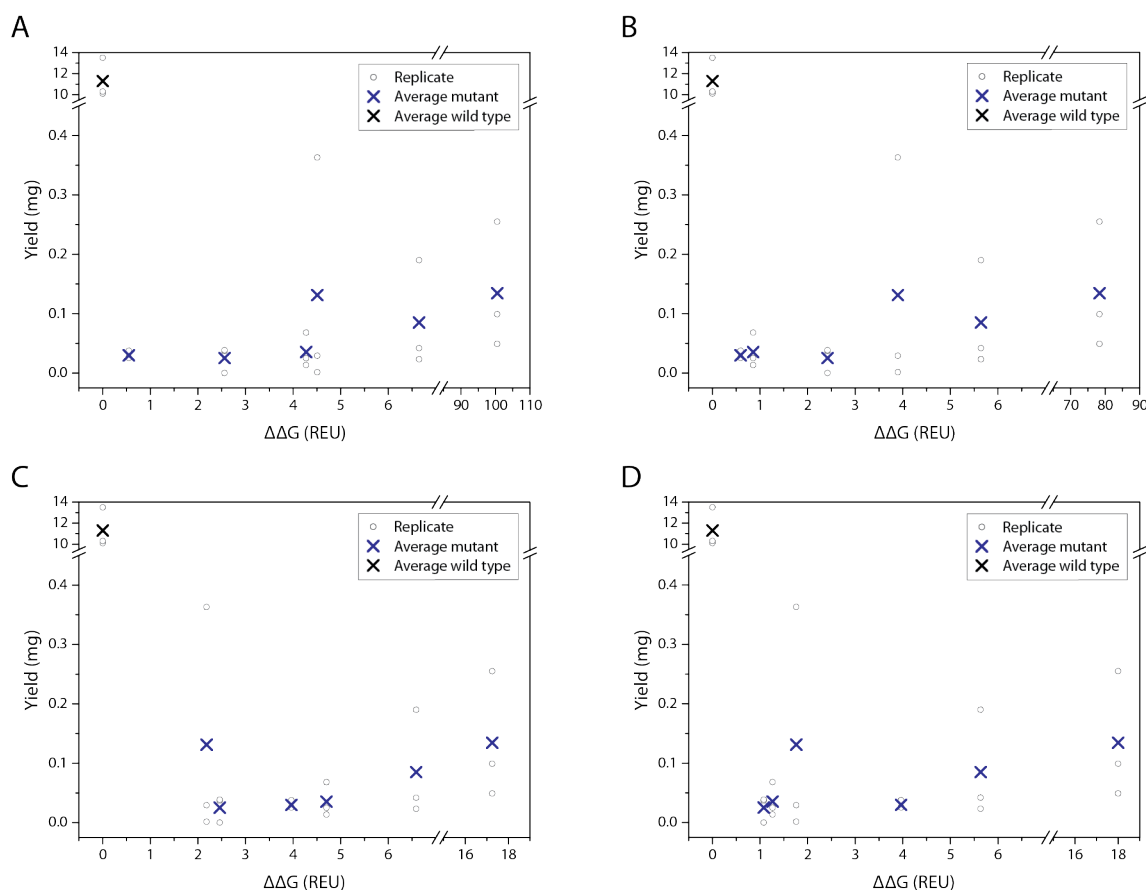 A
14
12
10
0.4
0.3
0.2
0.1
0.0
Yield (mg)
Replicate
Average mutant
Average wild type
0 1 2 3 4 5 6 90 100 110
ΔΔG (REU)
B
14
12
10
0.4
0.3
0.2
0.1
0.0
Yield (mg)
Replicate
Average mutant
Average wild type
0 1 2 3 4 5 6 70 80 90
ΔΔG (REU)
C
14
12
10
0.4
0.3
0.2
0.1
0.0
Yield (mg)
Replicate
Average mutant
Average wild type
0 1 2 3 4 5 6 16 18
ΔΔG (REU)
D
14
12
10
0.4
0.3
0.2
0.1
0.0
Yield (mg)
Replicate
Average mutant
Average wild type
0 1 2 3 4 5 6 16 18
ΔΔG (REU)